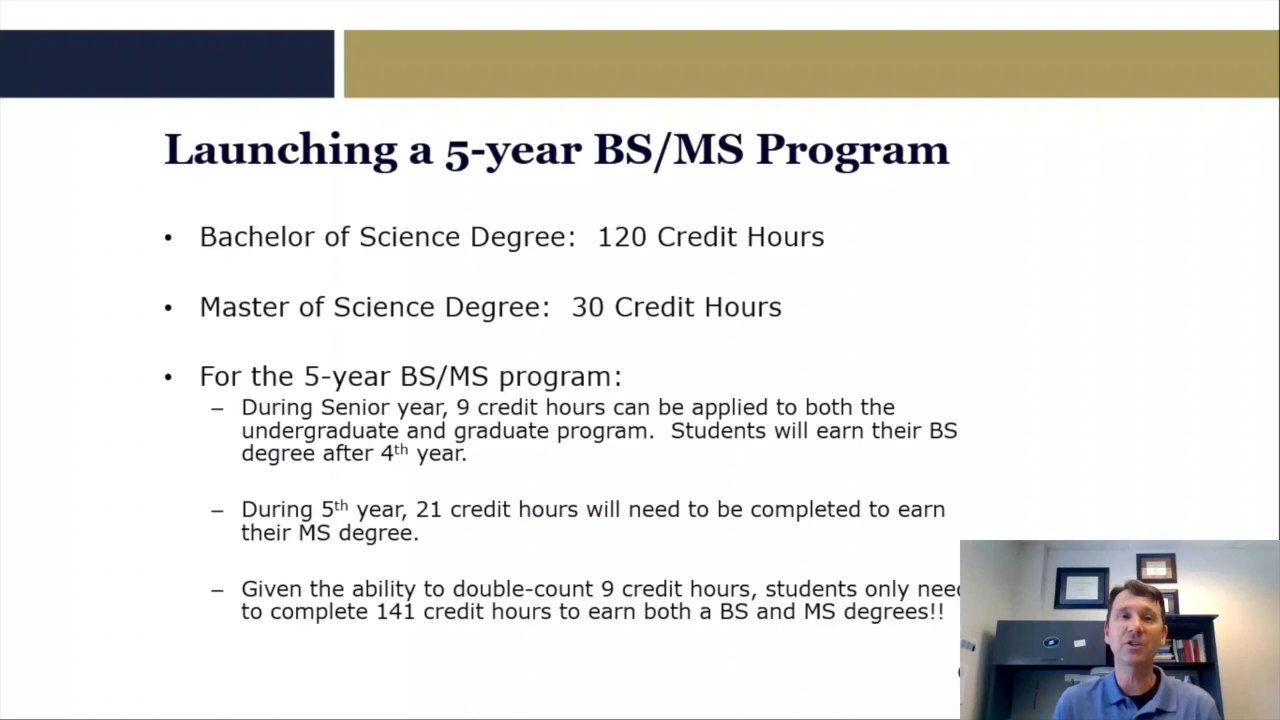 Launching a 5-year BS/MS Program
• Bachelor of Science Degree: 120 Credit Hours
• Master of Science Degree: 30 Credit Hours
• For the 5-year BS/MS program:
– During Senior year, 9 credit hours can be applied to both the
undergraduate and graduate program. Students will earn their BS
degree after 4th year.
– During 5th year, 21 credit hours will need to be completed to earn
their MS degree.
– Given the ability to double-count 9 credit hours, students only
to complete 141 credit hours to earn both a BS and MS degrees!!